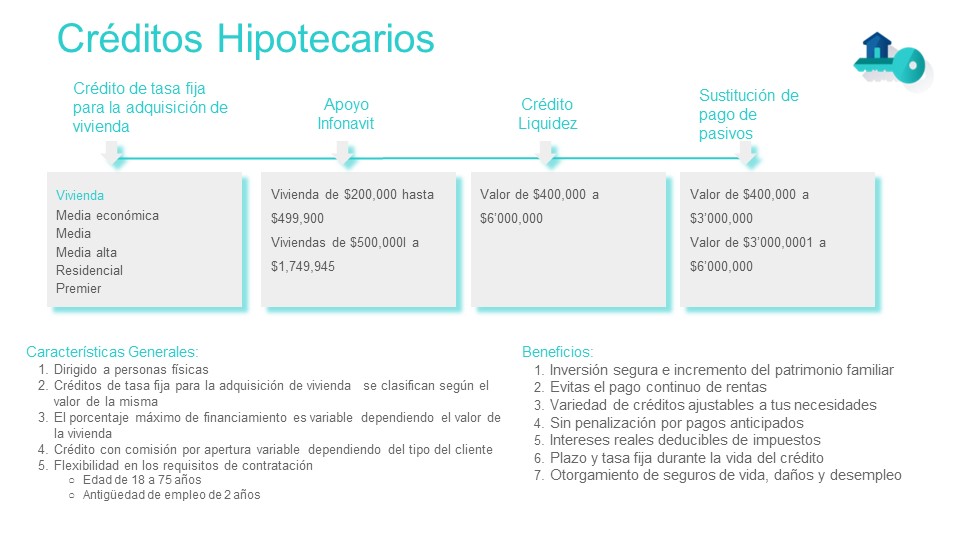 Créditos Hipotecarios
Crédito de tasa fija
para la adquisición de
vivienda
Apoyo
Infonavit
Crédito
Liquidez
Sustitución de
pago de
pasivos
Vivienda
Media económica
Media
Media alta
Residencial
Premier
Vivienda de $200,000 hasta
$499,900
Viviendas de $500,000l a
$1,749,945
Valor de $400,000 a
$6’000,000
Valor de $400,000 a
$3’000,000
Valor de $3’000,0001 a
$6’000,000
Características Generales:
1. Dirigido a personas físicas
2. Créditos de tasa fija para la adquisición de vivienda se clasifican según el
valor de la misma
3. El porcentaje máximo de financiamiento es variable dependiendo el valor de
la vivienda
4. Crédito con comisión por apertura variable dependiendo del tipo del cliente
5. Flexibilidad en los requisitos de contratación
○ Edad de 18 a 75 años
○ Antigüedad de empleo de 2 años
Beneficios:
1. Inversión segura e incremento del patrimonio familiar
2. Evitas el pago continuo de rentas
3. Variedad de créditos ajustables a tus necesidades
4. Sin penalización por pagos anticipados
5. Intereses reales deducibles de impuestos
6. Plazo y tasa fija durante la vida del crédito
7. Otorgamiento de seguros de vida, daños y desempleo